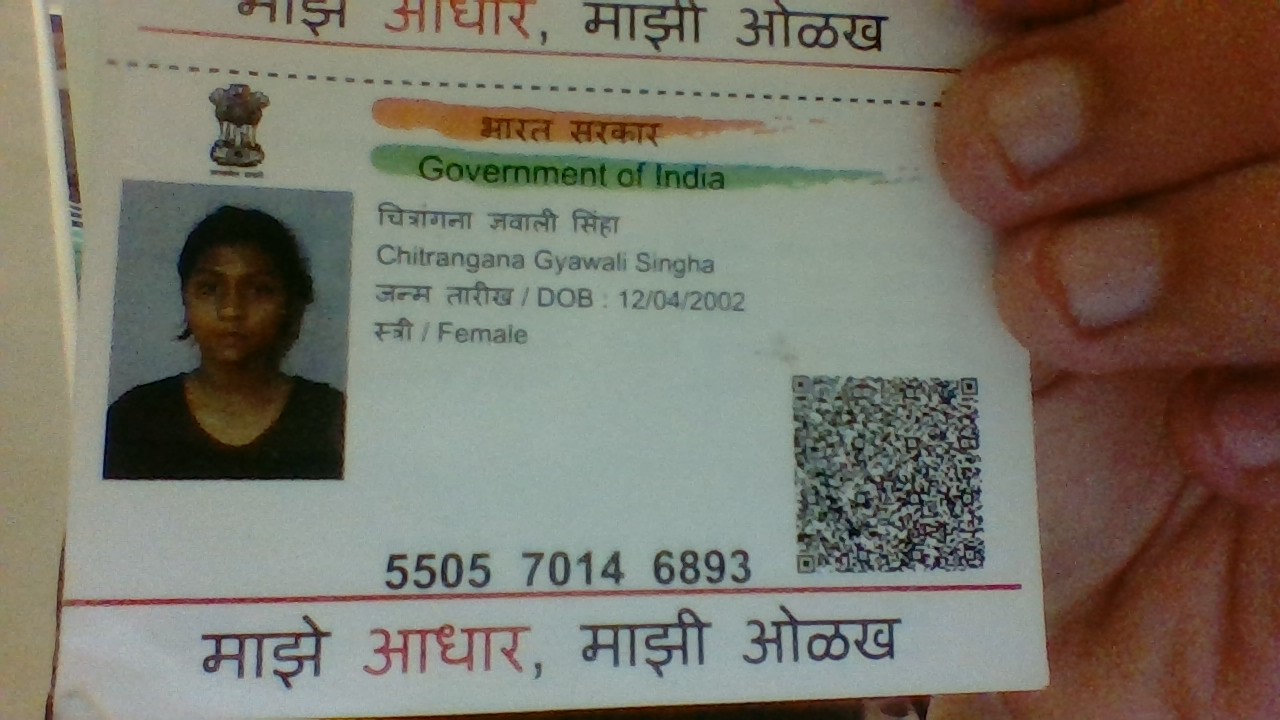 माझे आधार, माझी ओळख
भारत सरकार
Government of India
चित्रांगना ज्ञवाली सिंहा
Chitrangana Gyawali Singha
जन्म तारीख / DOB : 12/04/2002
स्त्री / Female
5505 7014 6893
माझे आधार, माझी ओळख